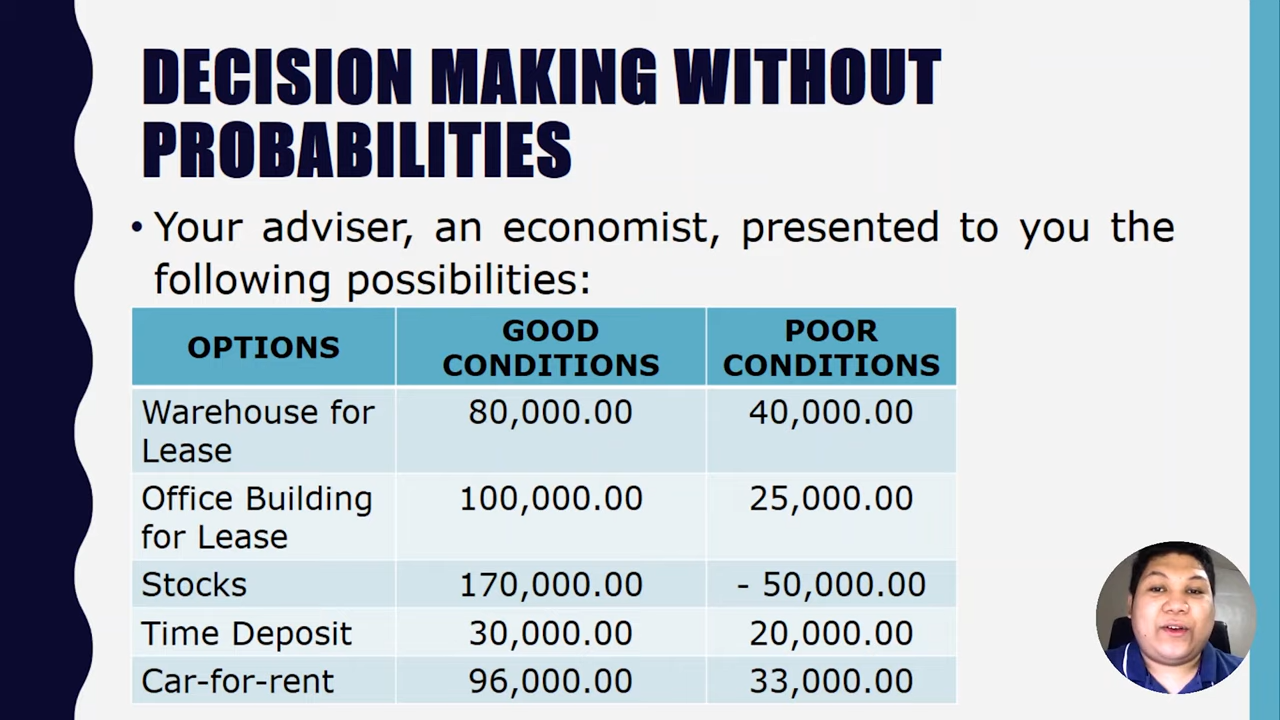 DECISION MAKING WITHOUT
PROBABILITIES
• Your adviser, an economist, presented to you the
following possibilities:
OPTIONS
GOOD
CONDITIONS
POOR
CONDITIONS
Warehouse for
Lease
80,000.00
40,000.00
Office Building
for Lease
100,000.00
25,000.00
Stocks
170,000.00
- 50,000.00
Time Deposit
30,000.00
20,000.00
Car-for-rent
96,000.00
33,000.00